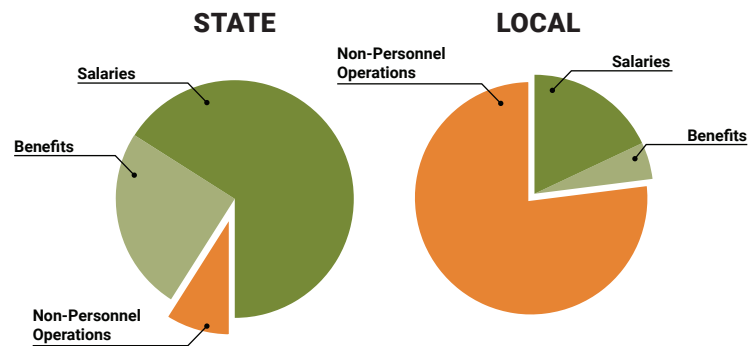 STATE
Salaries
Benefits
Non-Personnel
Operations
LOCAL
Non-Personnel
Operations
Salaries
Benefits